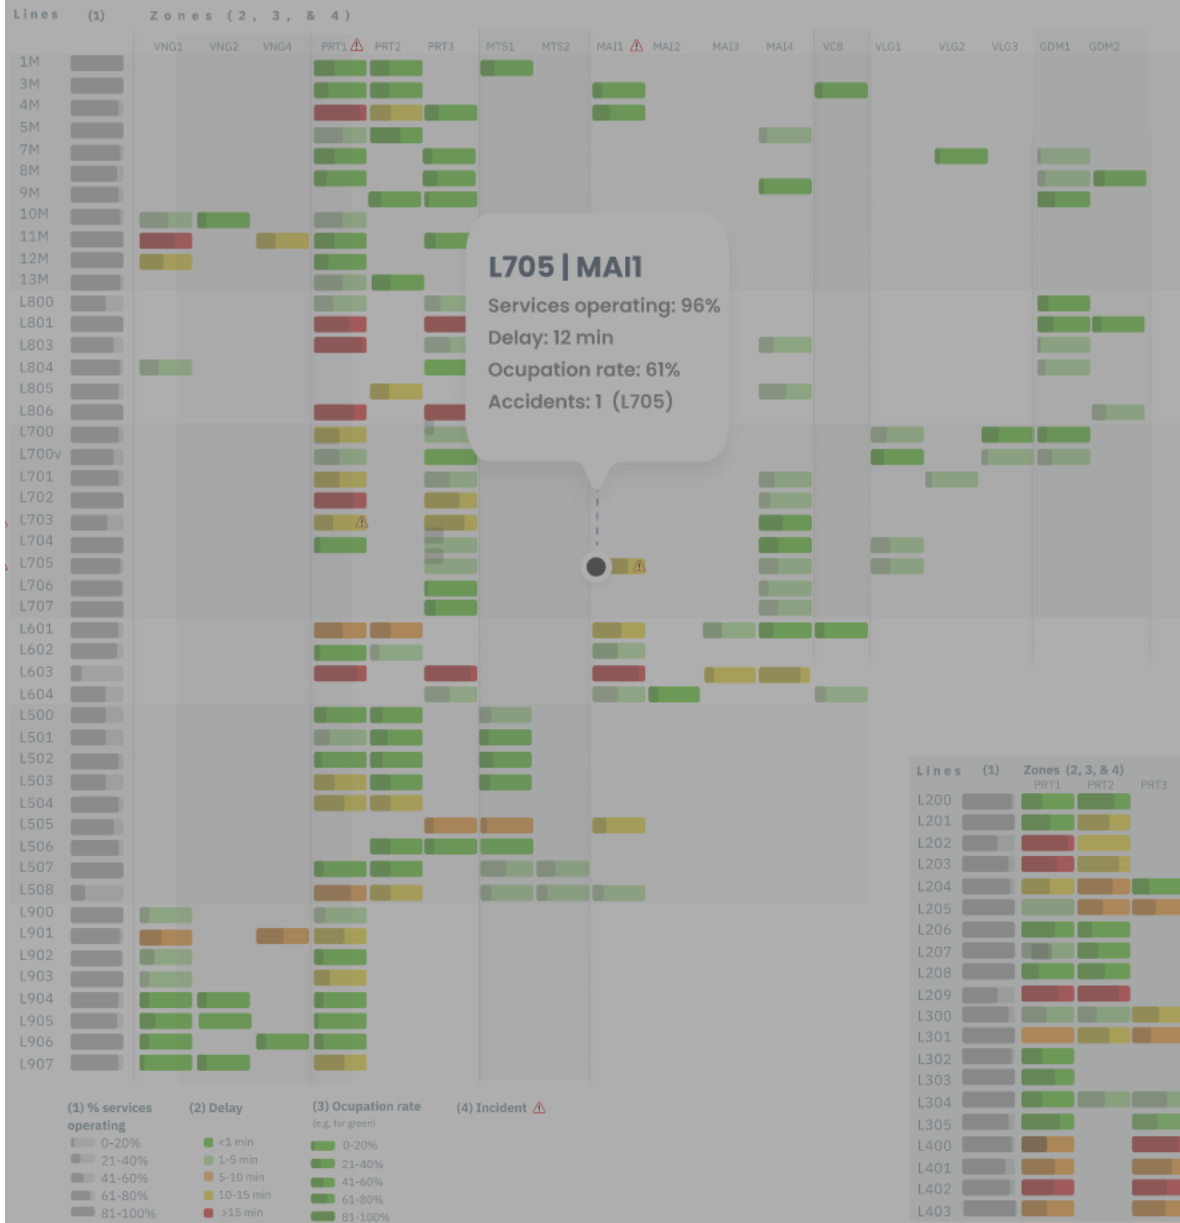 Lines (1) Zones (2, 3, & 4)
VNG1 VNG2 VNG4 PRT1 PRT2 PRT3 MTS1 MTS2 MAI1 MAI2 MAI3 MAI4 VC8 VLG1 VLG2 VLG3 GDM1 GDM2
1M
3M
4M
5M
7M
8M
9M
10M
11M
12M
13M
L800
L801
L803
L804
L805
L806
L700
L700v
L701
L702
L703
L704
L705
L706
L707
L601
L602
L603
L604
L500
L501
L502
L503
L504
L505
L506
L507
L508
L900
L901
L902
L903
L904
L905
L906
L907
L705 | MAI1
Services operating: 96%
Delay: 12 min
Ocupation rate: 61%
Accidents: 1 (L705)
Lines (1) Zones (2, 3, & 4)
PRT1 PRT2 PRT3
L200
L201
L202
L203
L204
L205
L206
L207
L208
L209
L300
L301
L302
L303
L304
L305
L400
L401
L402
L403
(1) % services
operating
0-20%
21-40%
41-60%
61-80%
81-100%
(2) Delay
<1 min
1-5 min
5-10 min
10-15 min
>15 min
(3) Ocupation rate
(e.g. for green)
0-20%
21-40%
41-60%
61-80%
81-100%
(4) Incident